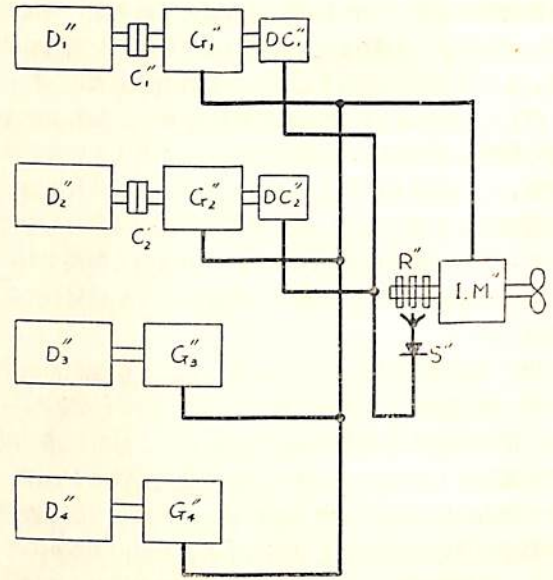 D₁″ G₁″ DC₁″
C₁″
D₂″ G₂″ DC₂″
C₂″
R″
I.M.″
S″
D₃″ G₃″
D₄″ G₄″